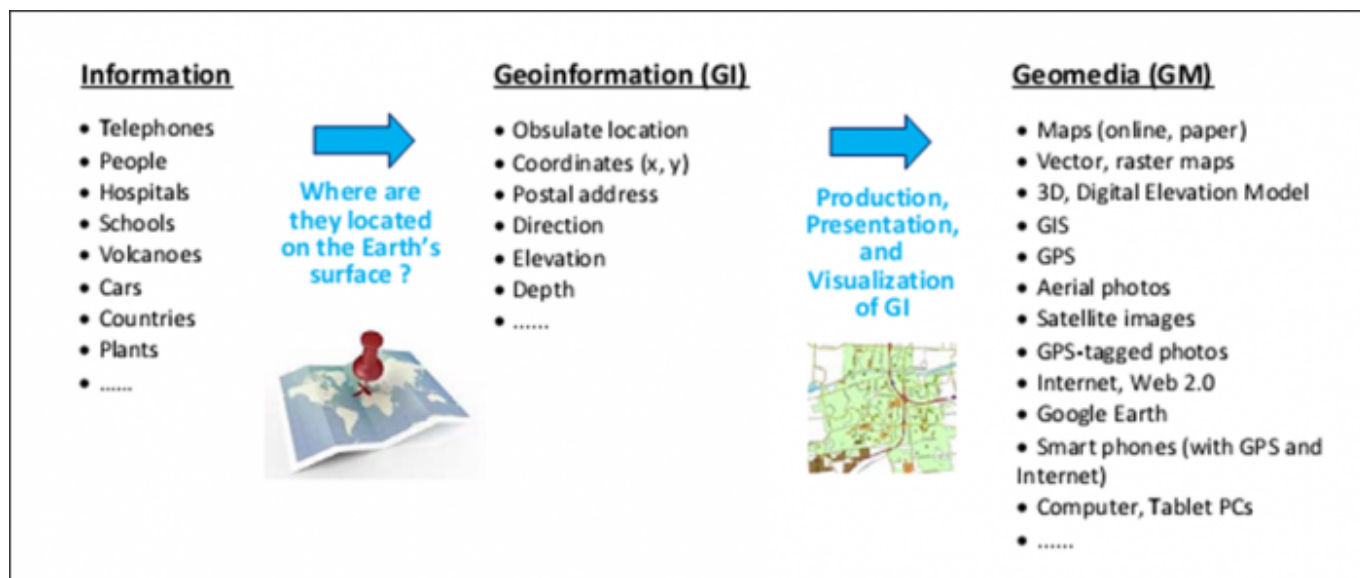 Information
• Telephones
• People
• Hospitals
• Schools
• Volcanoes
• Cars
• Countries
• Plants
• ......
Where are
they located
on the Earth's
surface ?
Geoinformation (GI)
• Obsulate location
• Coordinates (x, y)
• Postal address
• Direction
• Elevation
• Depth
• ......
Production,
Presentation,
and
Visualization
of GI
Geomedia (GM)
• Maps (online, paper)
• Vector, raster maps
• 3D, Digital Elevation Model
• GIS
• GPS
• Aerial photos
• Satellite images
• GPS-tagged photos
• Internet, Web 2.0
• Google Earth
• Smart phones (with GPS and
Internet)
• Computer, Tablet PCs
• ......